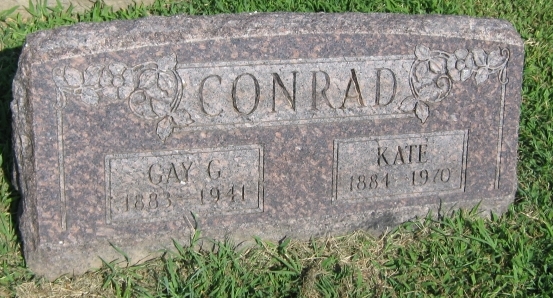 CONRAD
GAY G.
1883 - 1941
KATE
1884 - 1970